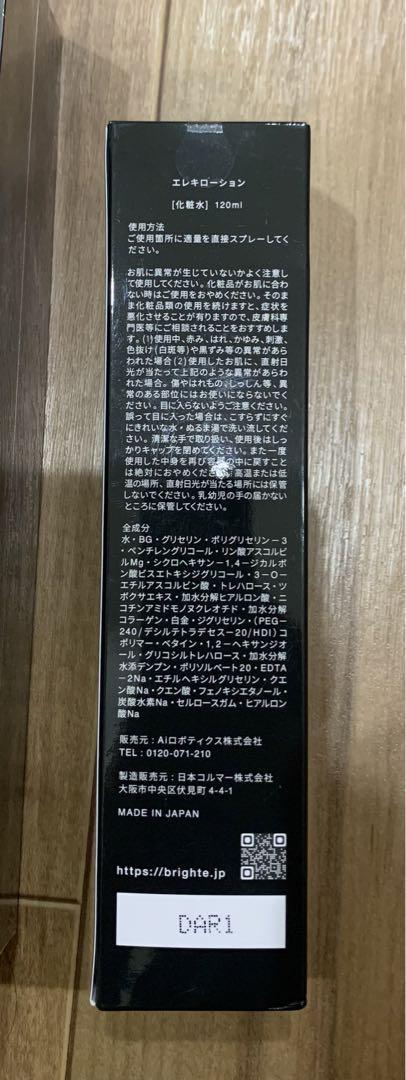 エレキローション
[化粧水] 120ml
使用方法
ご使用箇所に適量を直接スプレーしてく
ださい。
お肌に異常が生じていないかよく注意し
て使用してください。化粧品がお肌に合わ
ない時はご使用をおやめください。そのま
ま化粧品類の使用を続けますと、症状を
悪化させることが有りますので、皮膚科専
門医等にご相談されることをおすすめしま
す。(1)使用中、赤み、はれ、かゆみ、刺激、
色抜け(白斑等)や黒ずみ等の異常があら
われた場合(2)使用したお肌に、直射日
光が当たって上記のような異常があらわ
れた場合。傷やはれもの、しっしん等、異
常のある部位にはお使いにならないでく
ださい。目に入らないようご注意ください。
誤って目に入った場合は、こすらずにすぐ
にきれいな水・ぬるま湯で洗い流してくだ
さい。清潔な手で取り扱い、使用後はしっ
かりキャップを閉めてください。また一度
使用した中身を再び容器の中に戻すこと
は絶対におやめください。高温または低
温の場所、直射日光が当たる場所には保管
しないでください。乳幼児の手の届かない
ところに保管してください。
全成分
水・BG・グリセリン・ポリグリセリン-3
・ペンチレングリコール・リン酸アスコルビ
ルMg・シクロヘキサン-1,4-ジカルボ
ン酸ビスエトキシジグリコール・3-O-
エチルアスコルビン酸・トレハロース・ツ
ボクサエキス・加水分解ヒアルロン酸・ニ
コチンアミドモノヌクレオチド・加水分解
コラーゲン・白金・ジグリセリン・(PEG-
240/デシルテトラデセス-20/HDI)コ
ポリマー・ベタイン・1,2-ヘキサンジオ
ール・グリコシルトレハロース・加水分解
水添デンプン・ポリソルベート20・EDTA
-2Na・エチルヘキシルグリセリン・クエ
ン酸Na・クエン酸・フェノキシエタノール・
炭酸水素Na・セルロースガム・ヒアルロン
酸Na
販売元:Aiロボティクス株式会社
TEL:0120-071-210
製造販売元:日本コルマー株式会社
大阪市中央区伏見町4-4-1
MADE IN JAPAN
https://brighte.jp
DAR1